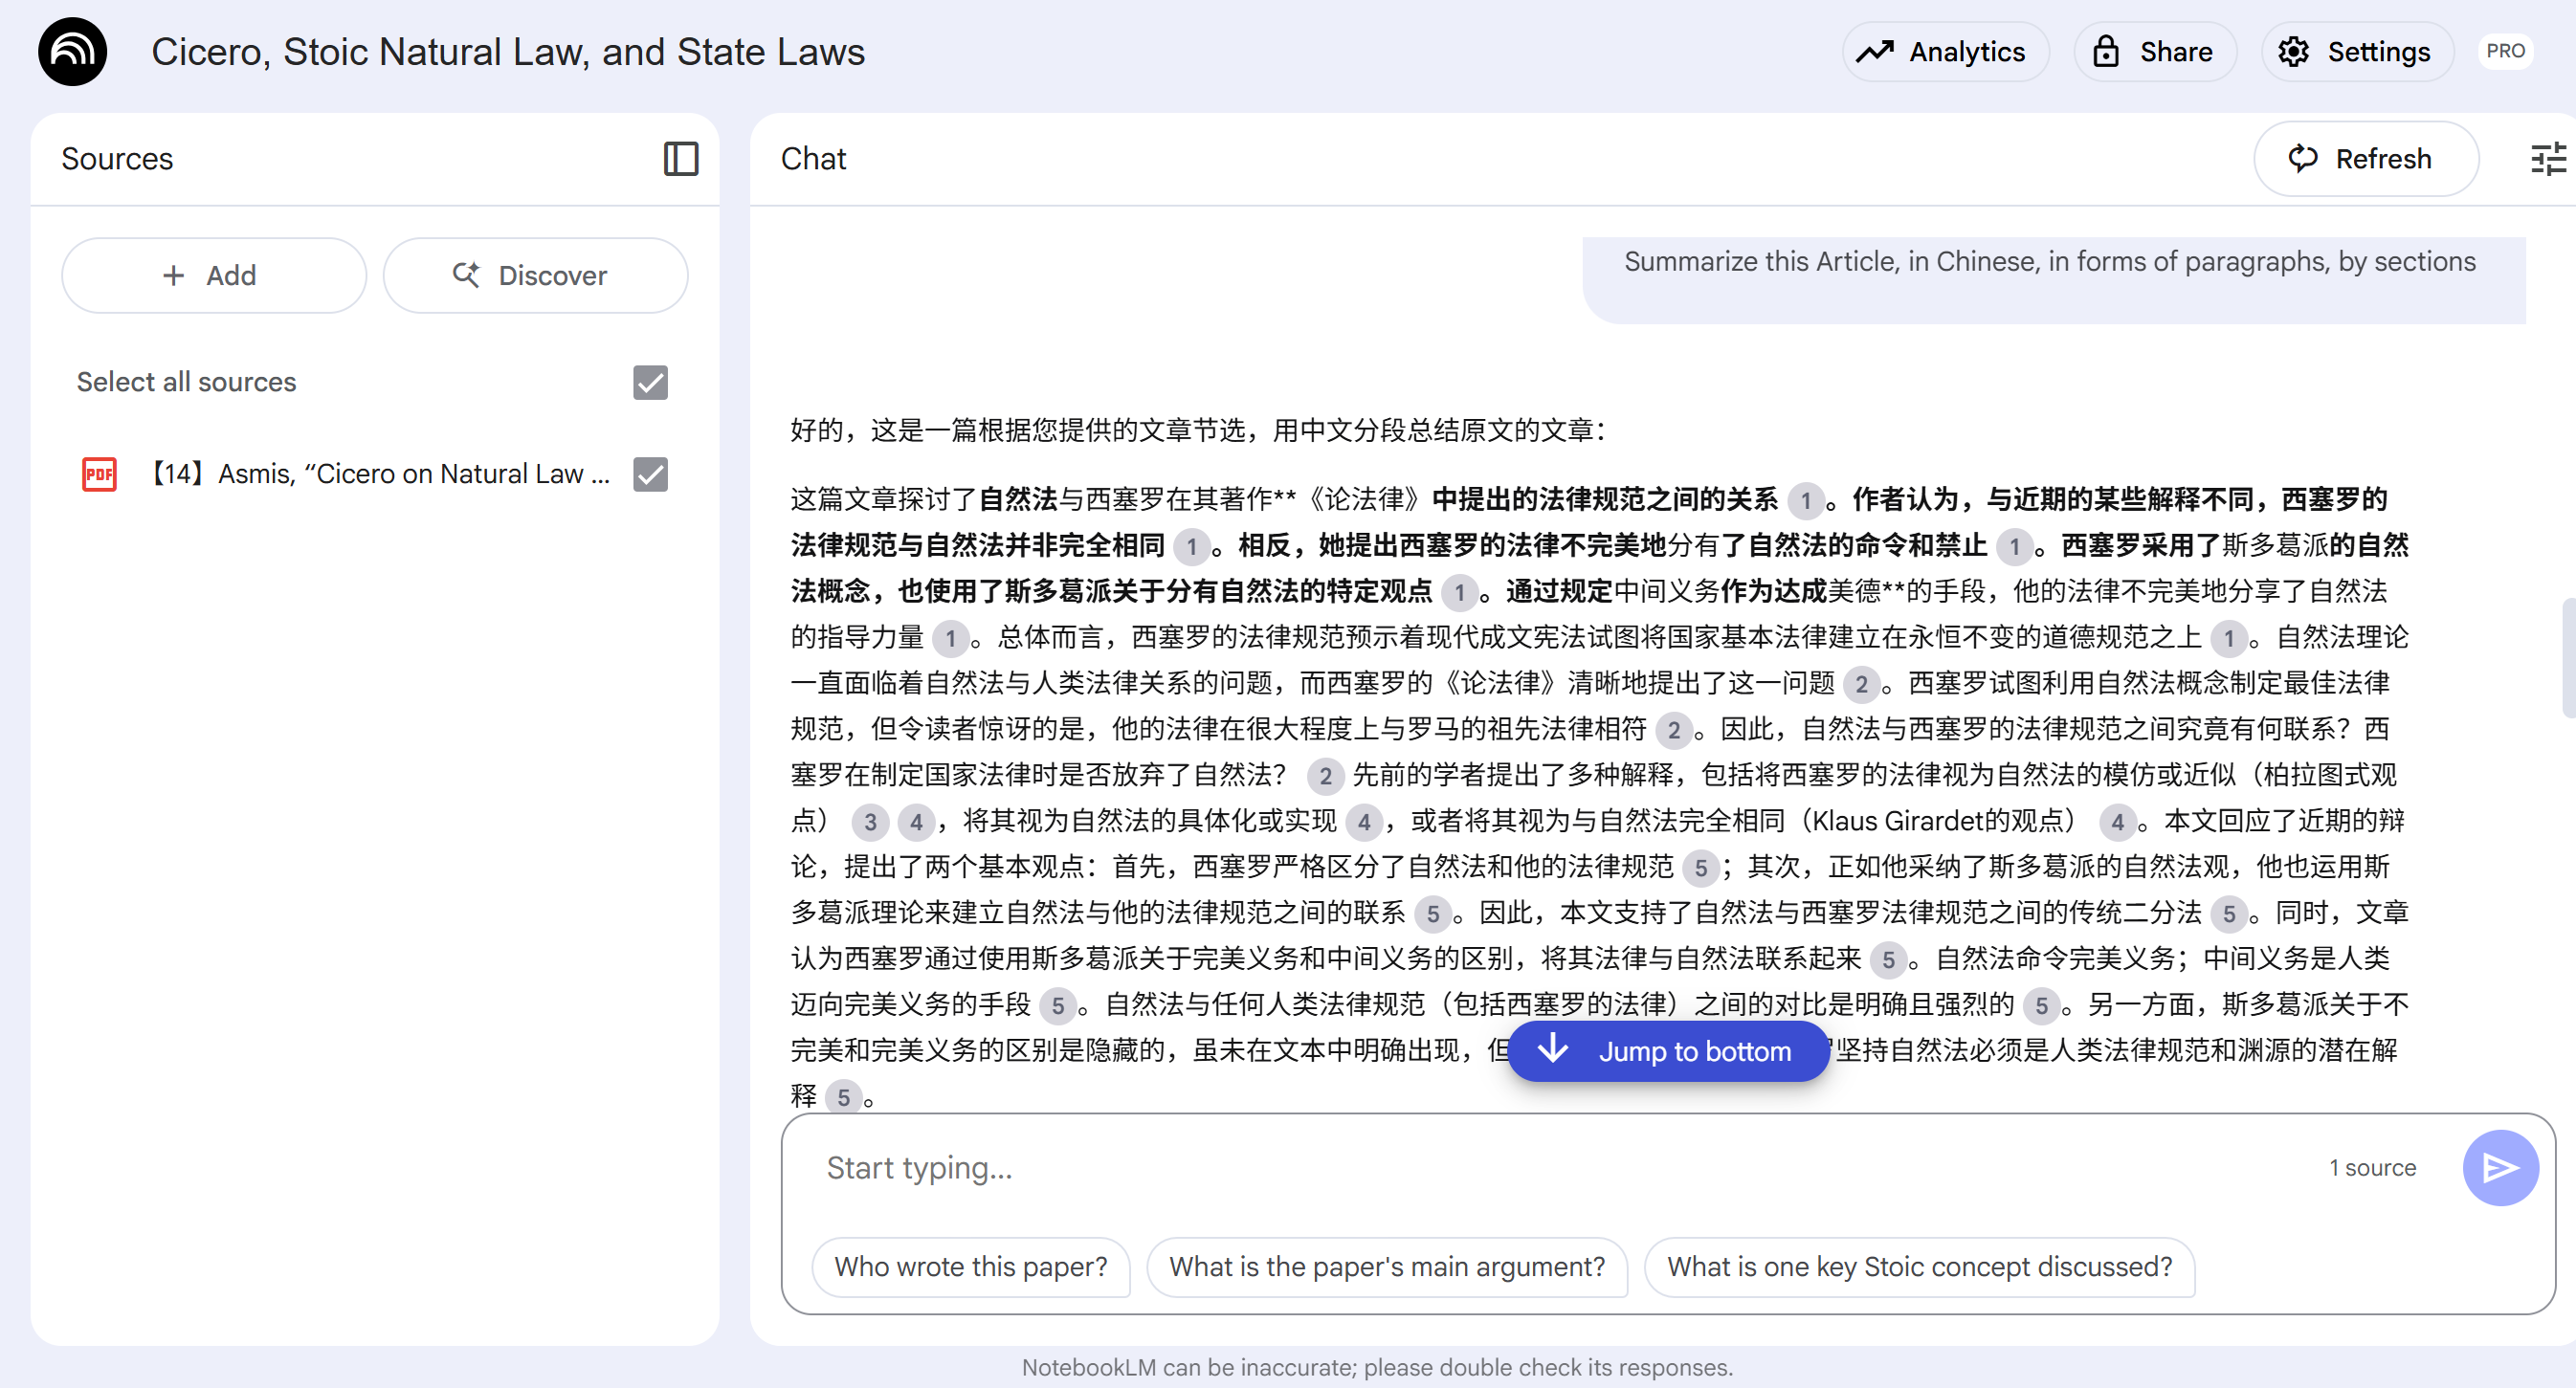 Cicero, Stoic Natural Law, and State Laws
Analytics
Share
Settings
PRO
Sources
Chat
Refresh
Add
Discover
Summarize this Article, in Chinese, in forms of paragraphs, by sections
Select all sources
PDF 【14】Asmis, “Cicero on Natural Law ...
好的，这是一篇根据您提供的文章节选，用中文分段总结原文的文章：
这篇文章探讨了自然法与西塞罗在其著作**《论法律》中提出的法律规范之间的关系 1 。作者认为，与近期的某些解释不同，西塞罗的
法律规范与自然法并非完全相同 1 。相反，她提出西塞罗的法律不完美地分有了自然法的命令和禁止 1 。西塞罗采用了斯多葛派的自然
法概念，也使用了斯多葛派关于分有自然法的特定观点 1 。通过规定中间义务作为达成美德**的手段，他的法律不完美地分享了自然法
的指导力量 1 。总体而言，西塞罗的法律规范预示着现代成文宪法试图将国家基本法律建立在永恒不变的道德规范之上 1 。自然法理论
一直面临着自然法与人类法律关系的问题，而西塞罗的《论法律》清晰地提出了这一问题 2 。西塞罗试图利用自然法概念制定最佳法律
规范，但令读者惊讶的是，他的法律在很大程度上与罗马的祖先法律相符 2 。因此，自然法与西塞罗的法律规范之间究竟有何联系？西
塞罗在制定国家法律时是否放弃了自然法？ 2 先前的学者提出了多种解释，包括将西塞罗的法律视为自然法的模仿或近似（柏拉图式观
点） 3 4 ，将其视为自然法的具体化或实现 4 ，或者将其视为与自然法完全相同（Klaus Girardet的观点） 4 。本文回应了近期的辩
论，提出了两个基本观点：首先，西塞罗严格区分了自然法和他的法律规范 5 ；其次，正如他采纳了斯多葛派的自然法观，他也运用斯
多葛派理论来建立自然法与他的法律规范之间的联系 5 。因此，本文支持了自然法与西塞罗法律规范之间的传统二分法 5 。同时，文章
认为西塞罗通过使用斯多葛派关于完美义务和中间义务的区别，将其法律与自然法联系起来 5 。自然法命令完美义务；中间义务是人类
迈向完美义务的手段 5 。自然法与任何人类法律规范（包括西塞罗的法律）之间的对比是明确且强烈的 5 。另一方面，斯多葛派关于不
完美和完美义务的区别是隐藏的，虽未在文本中明确出现，但 坚持自然法必须是人类法律规范和渊源的潜在解
Jump to bottom
释 5 。
Start typing...
1 source
Who wrote this paper?
What is the paper's main argument?
What is one key Stoic concept discussed?
NotebookLM can be inaccurate; please double check its responses.